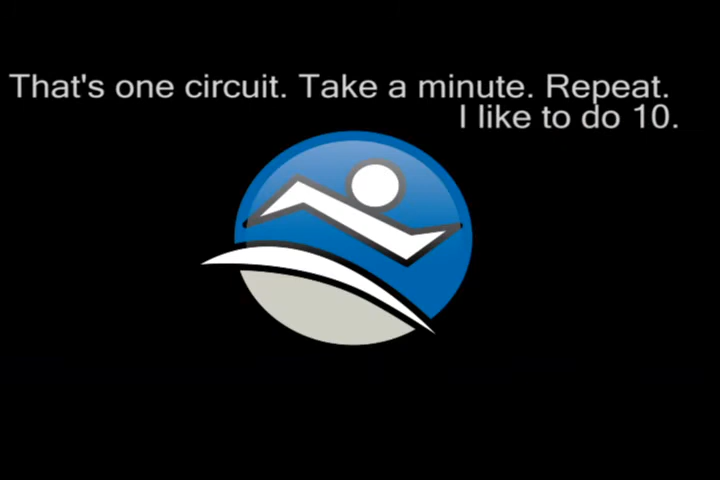 That's one circuit. Take a minute. Repeat.
I like to do 10.